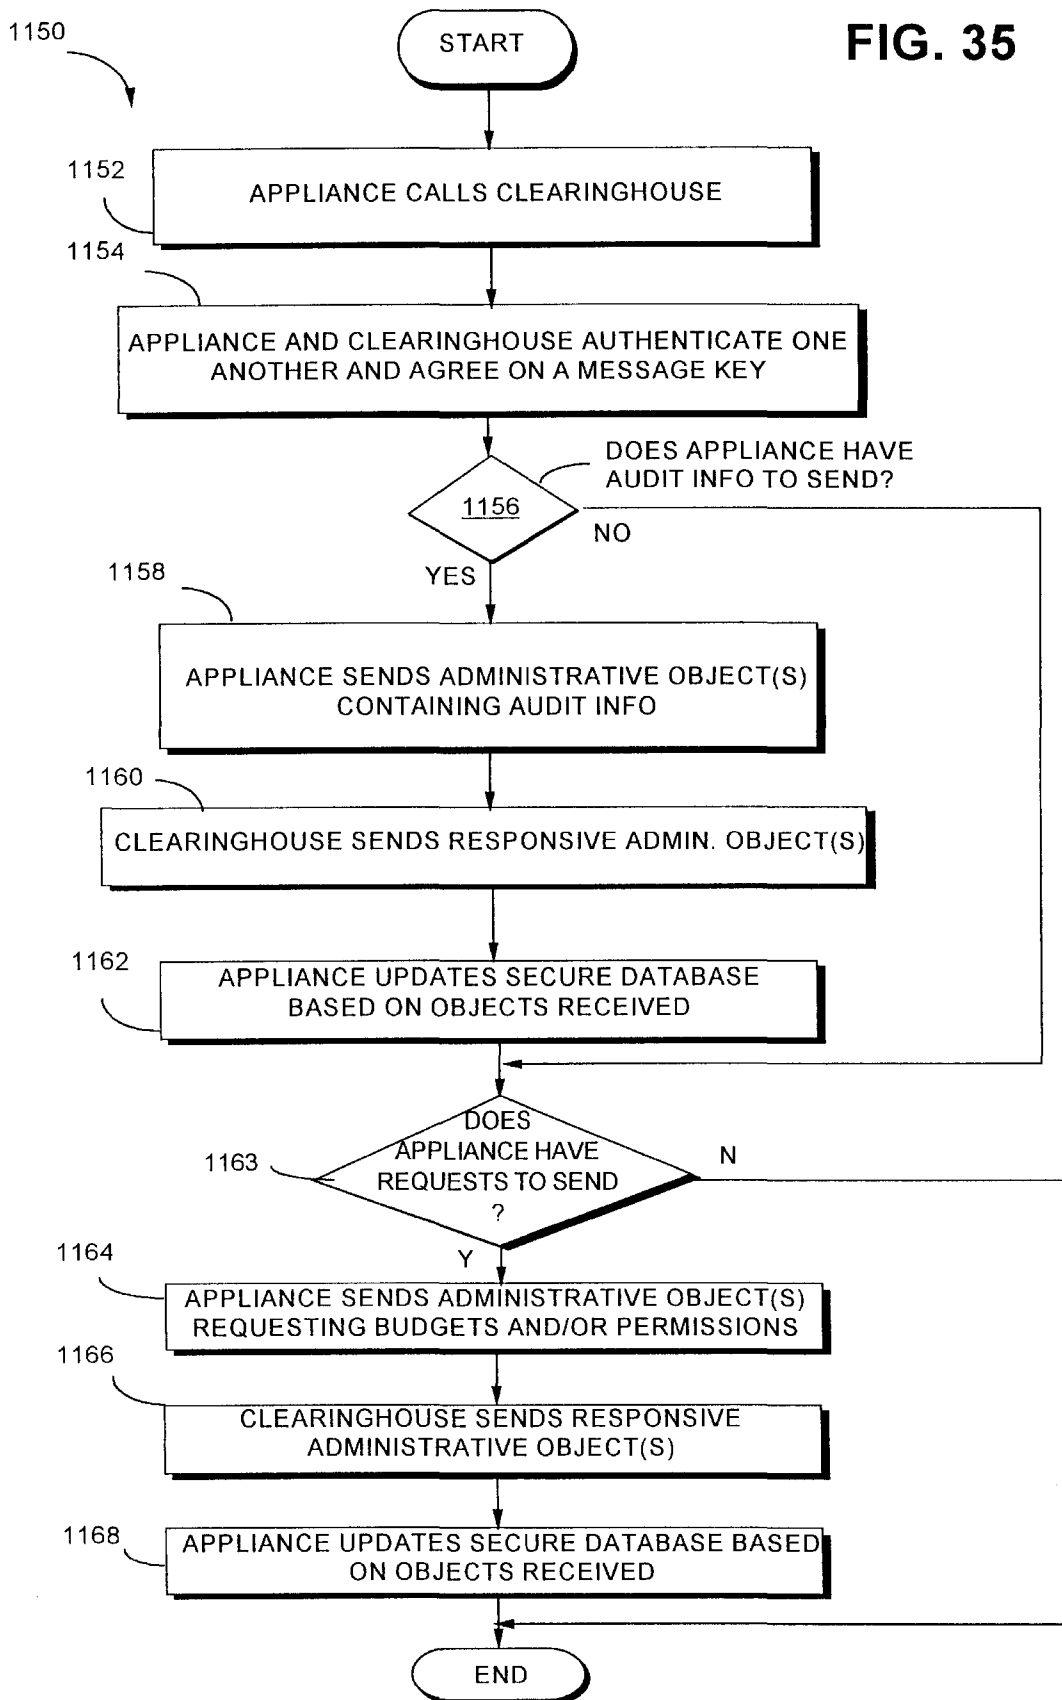 1150
START
FIG. 35
1152
APPLIANCE CALLS CLEARINGHOUSE
1154
APPLIANCE AND CLEARINGHOUSE AUTHENTICATE ONE
ANOTHER AND AGREE ON A MESSAGE KEY
DOES APPLIANCE HAVE
AUDIT INFO TO SEND?
1156
NO
YES
1158
APPLIANCE SENDS ADMINISTRATIVE OBJECT(S)
CONTAINING AUDIT INFO
1160
CLEARINGHOUSE SENDS RESPONSIVE ADMIN. OBJECT(S)
1162
APPLIANCE UPDATES SECURE DATABASE
BASED ON OBJECTS RECEIVED
DOES
APPLIANCE HAVE
REQUESTS TO SEND
?
1163
N
Y
1164
APPLIANCE SENDS ADMINISTRATIVE OBJECT(S)
REQUESTING BUDGETS AND/OR PERMISSIONS
1166
CLEARINGHOUSE SENDS RESPONSIVE
ADMINISTRATIVE OBJECT(S)
1168
APPLIANCE UPDATES SECURE DATABASE BASED
ON OBJECTS RECEIVED
END